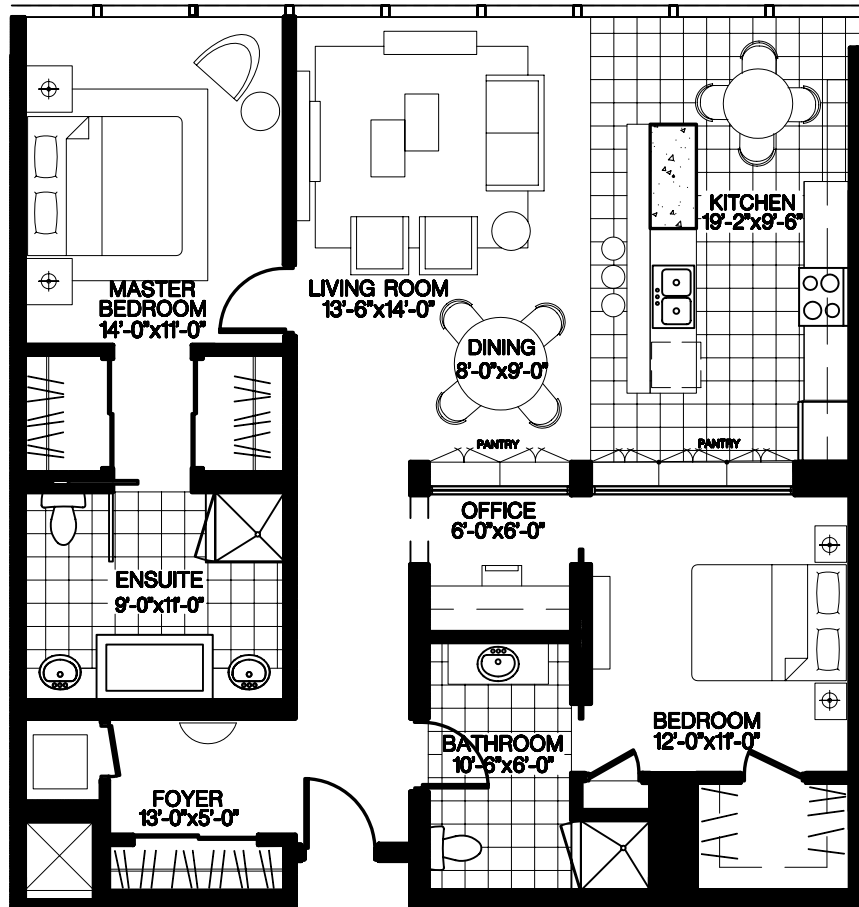 KITCHEN
19'-2"x9'-6"
MASTER
BEDROOM
14'-0"x11'-0"
LIVING ROOM
13'-6"x14'-0"
DINING
8'-0"x9'-0"
PANTRY
PANTRY
OFFICE
6'-0"x6'-0"
ENSUITE
9'-0"x11'-0"
BEDROOM
12'-0"x11'-0"
BATHROOM
10'-6"x6'-0"
FOYER
13'-0"x5'-0"